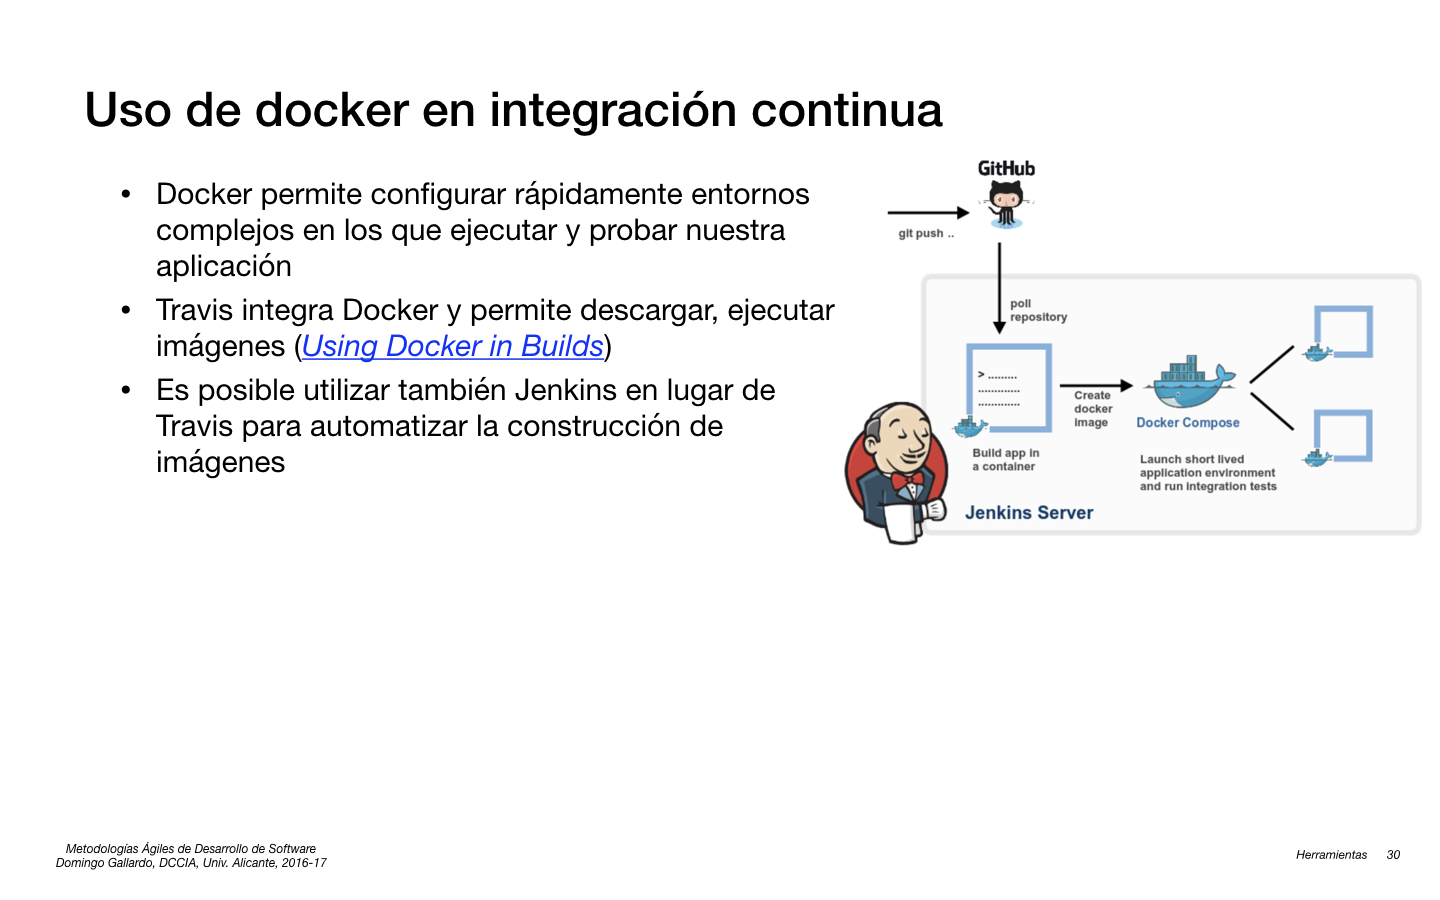 Uso de docker en integración continua
• Docker permite configurar rápidamente entornos
complejos en los que ejecutar y probar nuestra
aplicación
• Travis integra Docker y permite descargar, ejecutar
imágenes (Using Docker in Builds)
• Es posible utilizar también Jenkins en lugar de
Travis para automatizar la construcción de
imágenes
GitHub
git push ..
poll
repository
> .........
.............
.............
Create
docker
image
Docker Compose
Build app in
a container
Launch short lived
application environment
and run integration tests
Jenkins Server
Metodologías Ágiles de Desarrollo de Software
Domingo Gallardo, DCCIA, Univ. Alicante, 2016-17
Herramientas 30